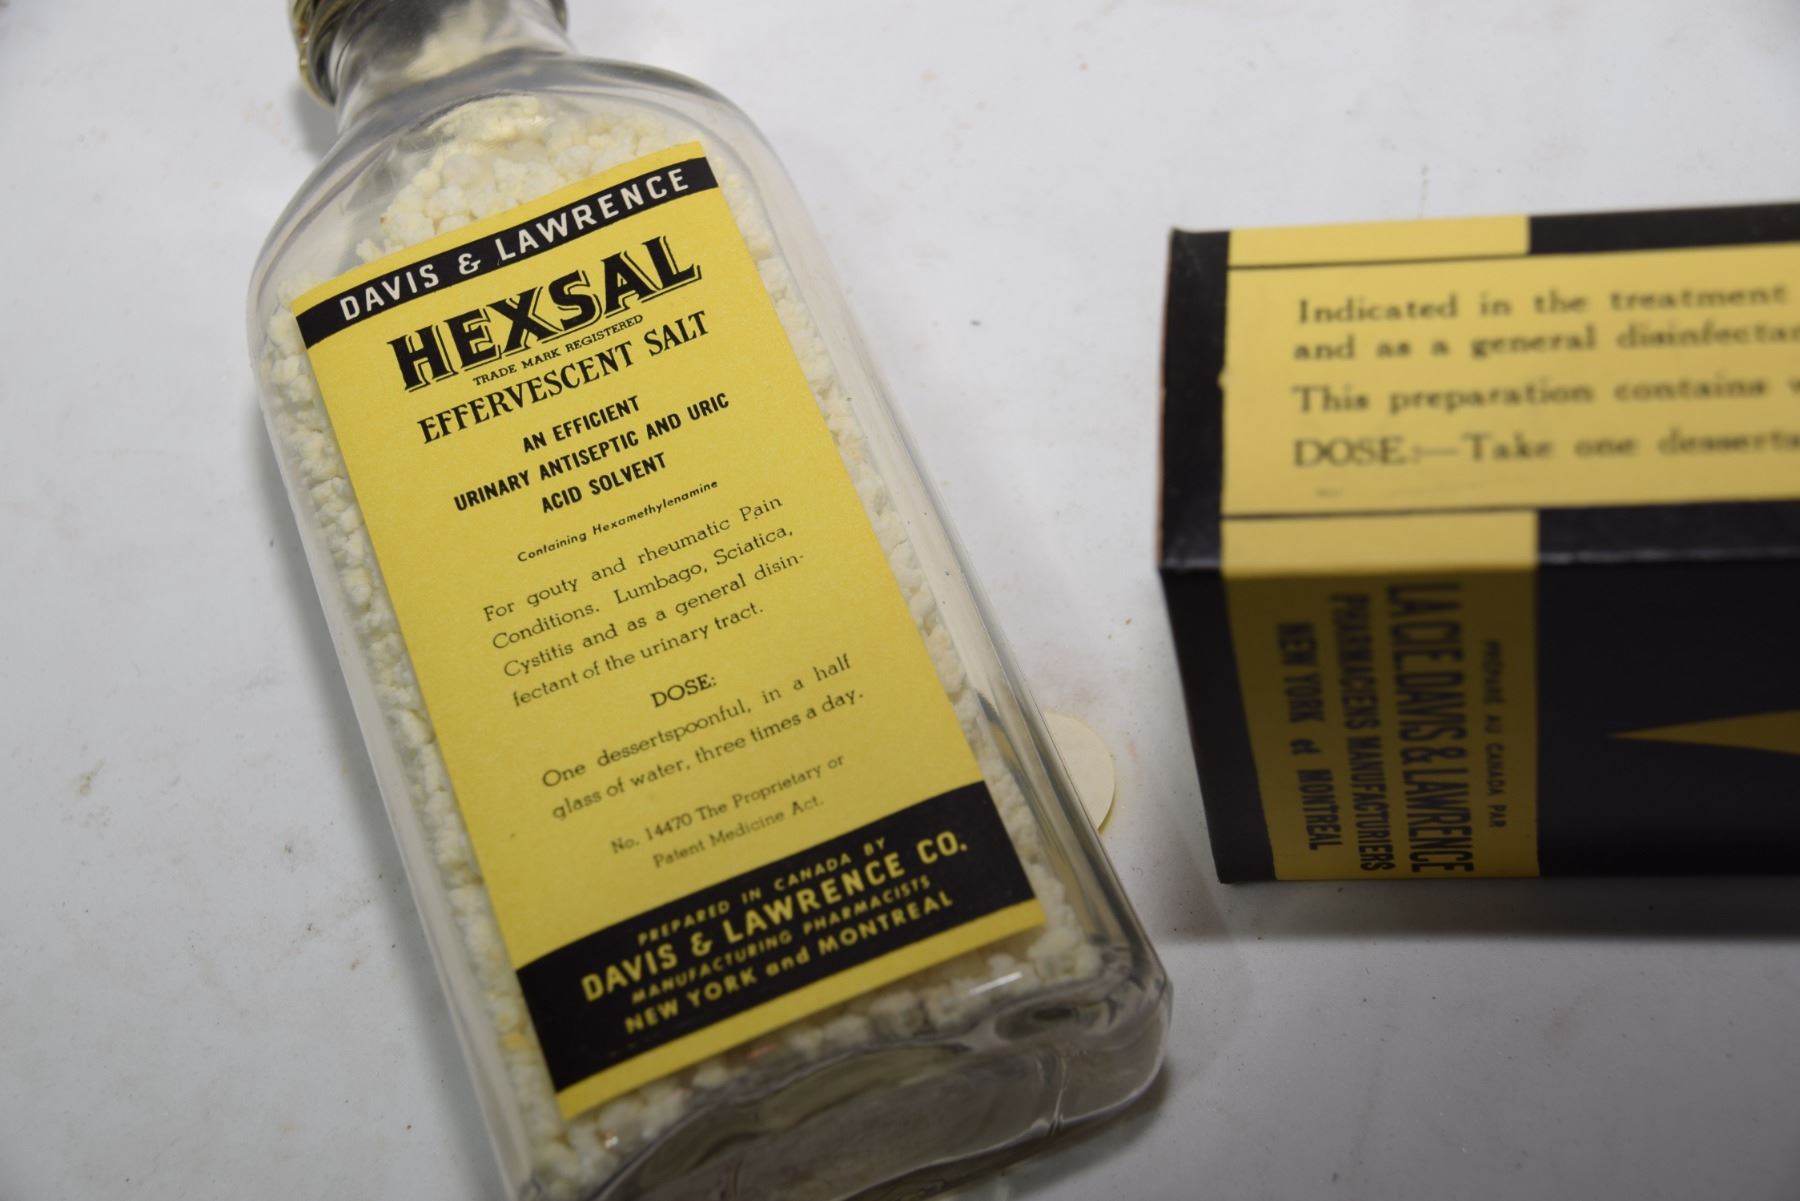 DAVIS & LAWRENCE
HEXSAL
TRADE MARK REGISTERED
EFFERVESCENT SALT
AN EFFICIENT
URINARY ANTISEPTIC AND URIC
ACID SOLVENT
Containing Hexamethylenamine
For gouty and rheumatic Pain
Conditions. Lumbago, Sciatica,
Cystitis and as a general disin-
fectant of the urinary tract.
DOSE:
One dessertspoonful, in a half
glass of water, three times a day.
No. 14470 The Proprietary or
Patent Medicine Act.
PREPARED IN CANADA BY
DAVIS & LAWRENCE CO.
MANUFACTURING PHARMACISTS
NEW YORK and MONTREAL
Indicated in the treatment
and as a general
This preparation contains
DOSE:—Take one
PRÉPARÉ AU CANADA PAR
LA CIE. DAVIS & LAWRENCE
PHARMACIENS MANUFACTURIERS
NEW YORK et MONTREAL